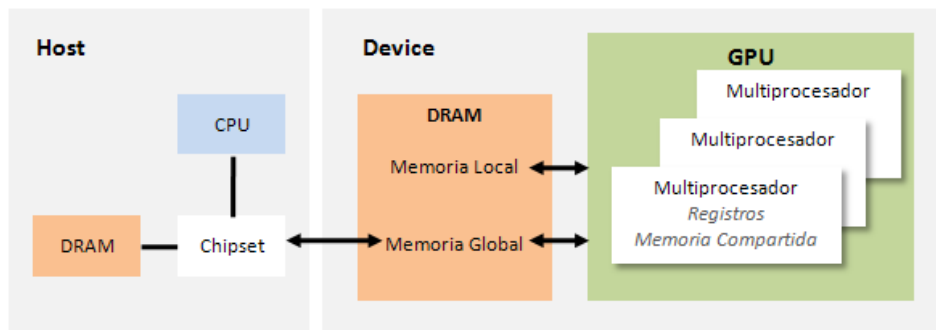 Host
CPU
DRAM
Chipset
Device
DRAM
Memoria Local
Memoria Global
GPU
Multiprocesador
Multiprocesador
Multiprocesador
Registros
Memoria Compartida